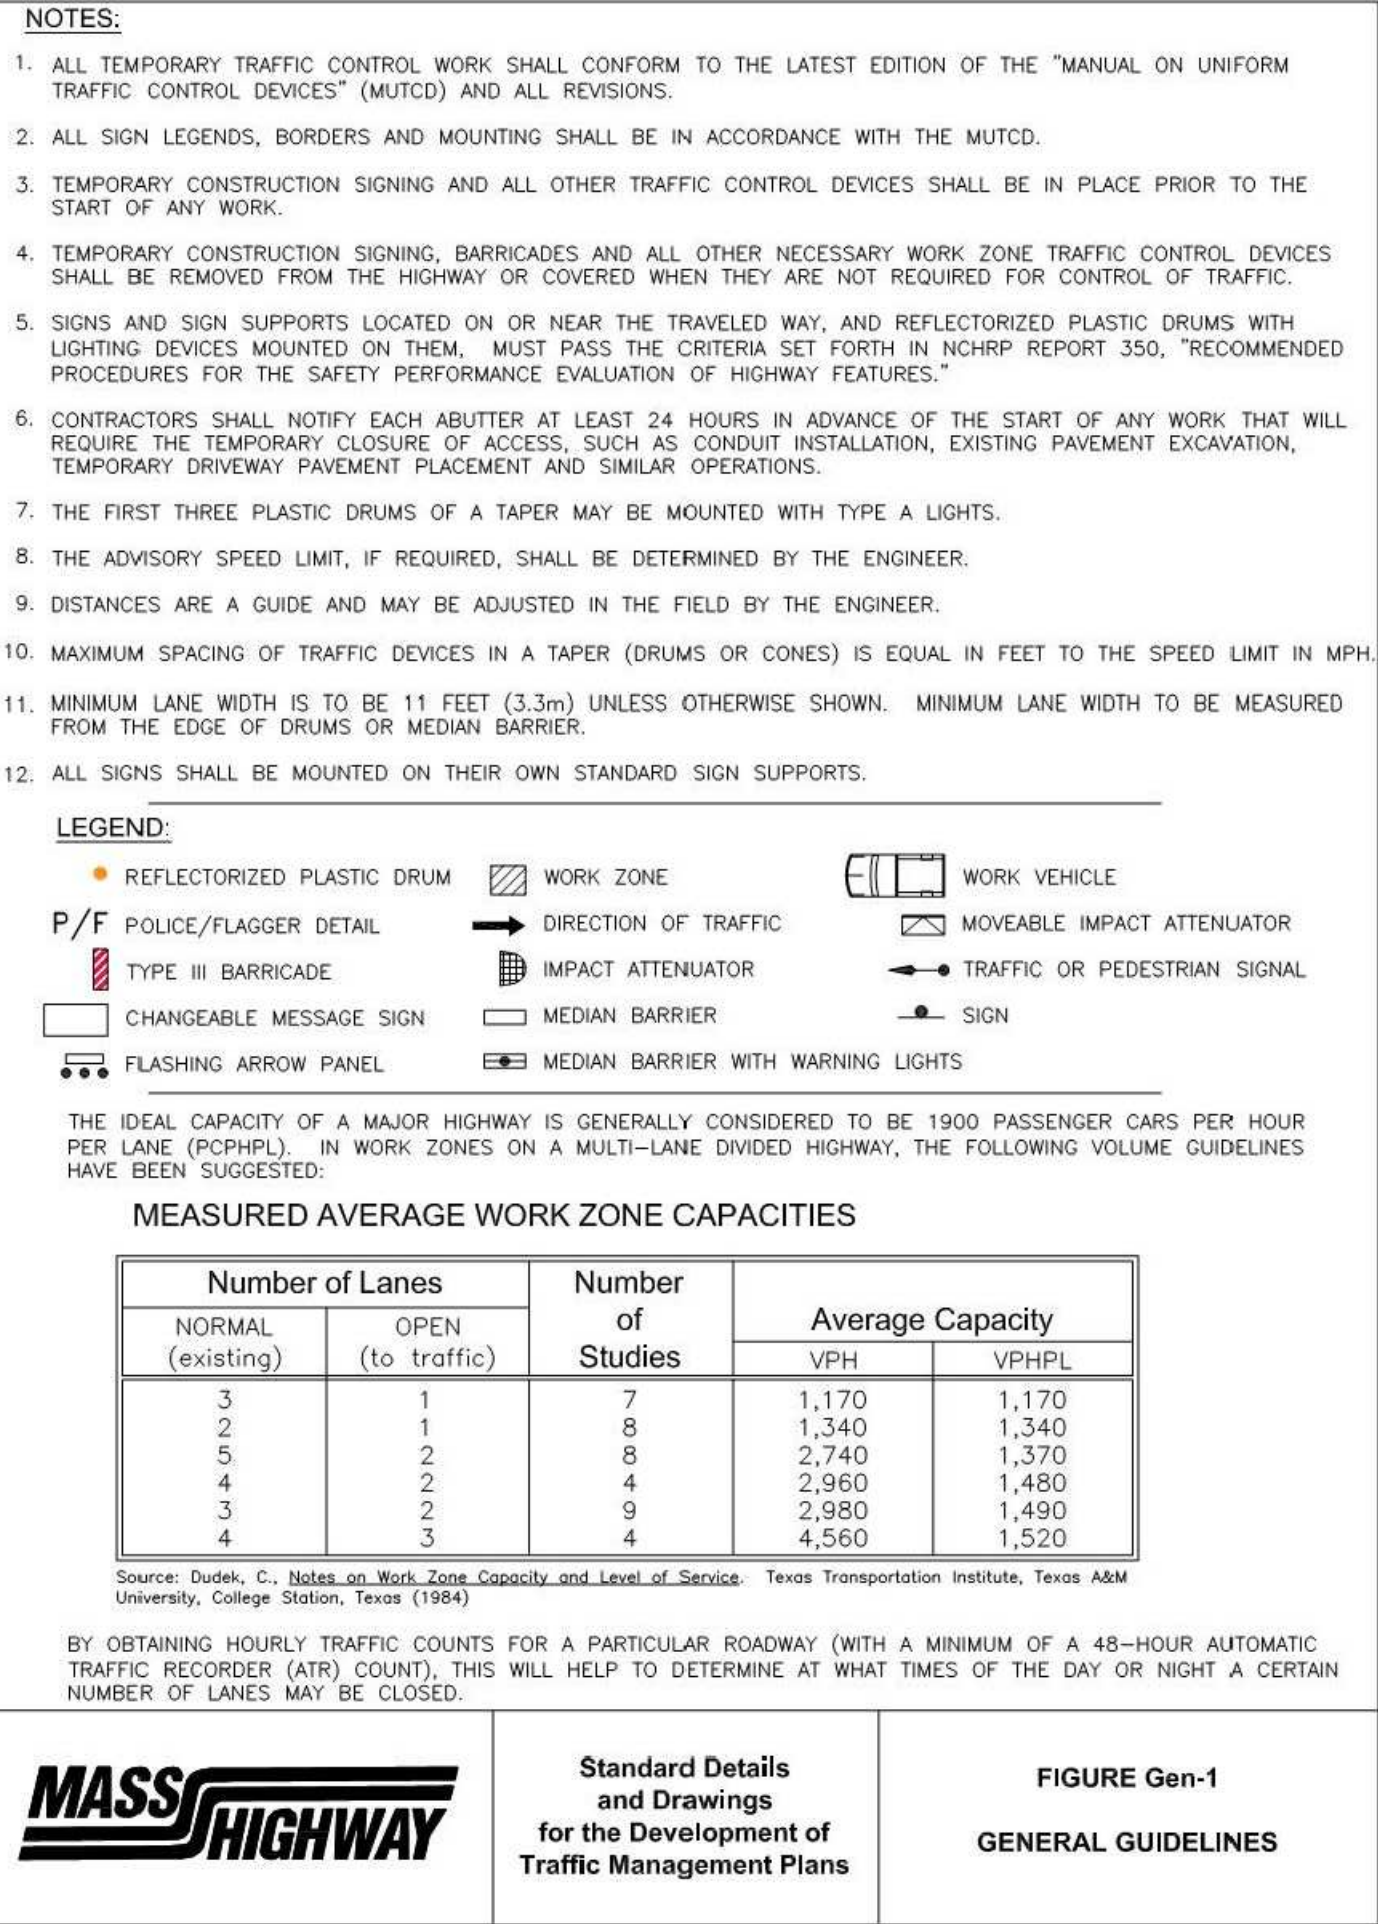 NOTES:
1. ALL TEMPORARY TRAFFIC CONTROL WORK SHALL CONFORM TO THE LATEST EDITION OF THE "MANUAL ON UNIFORM
TRAFFIC CONTROL DEVICES" (MUTCD) AND ALL REVISIONS.
2. ALL SIGN LEGENDS, BORDERS AND MOUNTING SHALL BE IN ACCORDANCE WITH THE MUTCD.
3. TEMPORARY CONSTRUCTION SIGNING AND ALL OTHER TRAFFIC CONTROL DEVICES SHALL BE IN PLACE PRIOR TO THE
START OF ANY WORK.
4. TEMPORARY CONSTRUCTION SIGNING, BARRICADES AND ALL OTHER NECESSARY WORK ZONE TRAFFIC CONTROL DEVICES
SHALL BE REMOVED FROM THE HIGHWAY OR COVERED WHEN THEY ARE NOT REQUIRED FOR CONTROL OF TRAFFIC.
5. SIGNS AND SIGN SUPPORTS LOCATED ON OR NEAR THE TRAVELED WAY, AND REFLECTORIZED PLASTIC DRUMS WITH
LIGHTING DEVICES MOUNTED ON THEM, MUST PASS THE CRITERIA SET FORTH IN NCHRP REPORT 350, "RECOMMENDED
PROCEDURES FOR THE SAFETY PERFORMANCE EVALUATION OF HIGHWAY FEATURES."
6. CONTRACTORS SHALL NOTIFY EACH ABUTTER AT LEAST 24 HOURS IN ADVANCE OF THE START OF ANY WORK THAT WILL
REQUIRE THE TEMPORARY CLOSURE OF ACCESS, SUCH AS CONDUIT INSTALLATION, EXISTING PAVEMENT EXCAVATION,
TEMPORARY DRIVEWAY PAVEMENT PLACEMENT AND SIMILAR OPERATIONS.
7. THE FIRST THREE PLASTIC DRUMS OF A TAPER MAY BE MOUNTED WITH TYPE A LIGHTS.
8. THE ADVISORY SPEED LIMIT, IF REQUIRED, SHALL BE DETERMINED BY THE ENGINEER.
9. DISTANCES ARE A GUIDE AND MAY BE ADJUSTED IN THE FIELD BY THE ENGINEER.
10. MAXIMUM SPACING OF TRAFFIC DEVICES IN A TAPER (DRUMS OR CONES) IS EQUAL IN FEET TO THE SPEED LIMIT IN MPH.
11. MINIMUM LANE WIDTH IS TO BE 11 FEET (3.3m) UNLESS OTHERWISE SHOWN. MINIMUM LANE WIDTH TO BE MEASURED
FROM THE EDGE OF DRUMS OR MEDIAN BARRIER.
12. ALL SIGNS SHALL BE MOUNTED ON THEIR OWN STANDARD SIGN SUPPORTS.
LEGEND:
REFLECTORIZED PLASTIC DRUM WORK ZONE WORK VEHICLE
P/F POLICE/FLAGGER DETAIL DIRECTION OF TRAFFIC MOVEABLE IMPACT ATTENUATOR
TYPE III BARRICADE IMPACT ATTENUATOR TRAFFIC OR PEDESTRIAN SIGNAL
CHANGEABLE MESSAGE SIGN MEDIAN BARRIER SIGN
FLASHING ARROW PANEL MEDIAN BARRIER WITH WARNING LIGHTS
THE IDEAL CAPACITY OF A MAJOR HIGHWAY IS GENERALLY CONSIDERED TO BE 1900 PASSENGER CARS PER HOUR
PER LANE (PCPHPL). IN WORK ZONES ON A MULTI-LANE DIVIDED HIGHWAY, THE FOLLOWING VOLUME GUIDELINES
HAVE BEEN SUGGESTED:
MEASURED AVERAGE WORK ZONE CAPACITIES
Number of Lanes Number of Studies Average Capacity
NORMAL (existing) OPEN (to traffic) VPH VPHPL
3 1 7 1,170 1,170
2 1 8 1,340 1,340
5 2 8 2,740 1,370
4 2 4 2,960 1,480
3 2 9 2,980 1,490
4 3 4 4,560 1,520
Source: Dudek, C., Notes on Work Zone Capacity and Level of Service. Texas Transportation Institute, Texas A&M
University, College Station, Texas (1984)
BY OBTAINING HOURLY TRAFFIC COUNTS FOR A PARTICULAR ROADWAY (WITH A MINIMUM OF A 48-HOUR AUTOMATIC
TRAFFIC RECORDER (ATR) COUNT), THIS WILL HELP TO DETERMINE AT WHAT TIMES OF THE DAY OR NIGHT A CERTAIN
NUMBER OF LANES MAY BE CLOSED.
MASS
HIGHWAY
Standard Details
and Drawings
for the Development of
Traffic Management Plans
FIGURE Gen-1
GENERAL GUIDELINES